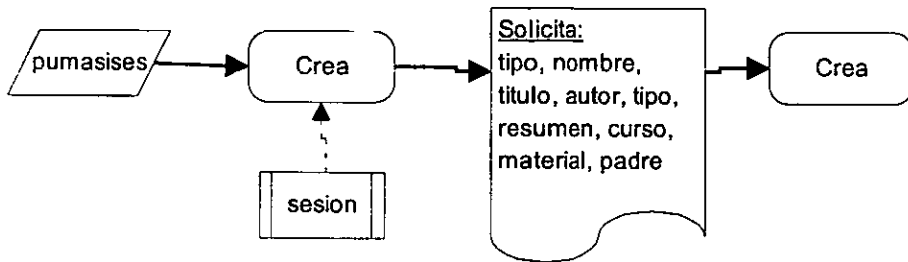 pumasises
Crea
Solicita:
tipo, nombre,
titulo, autor, tipo,
resumen, curso,
material, padre
Crea
sesion